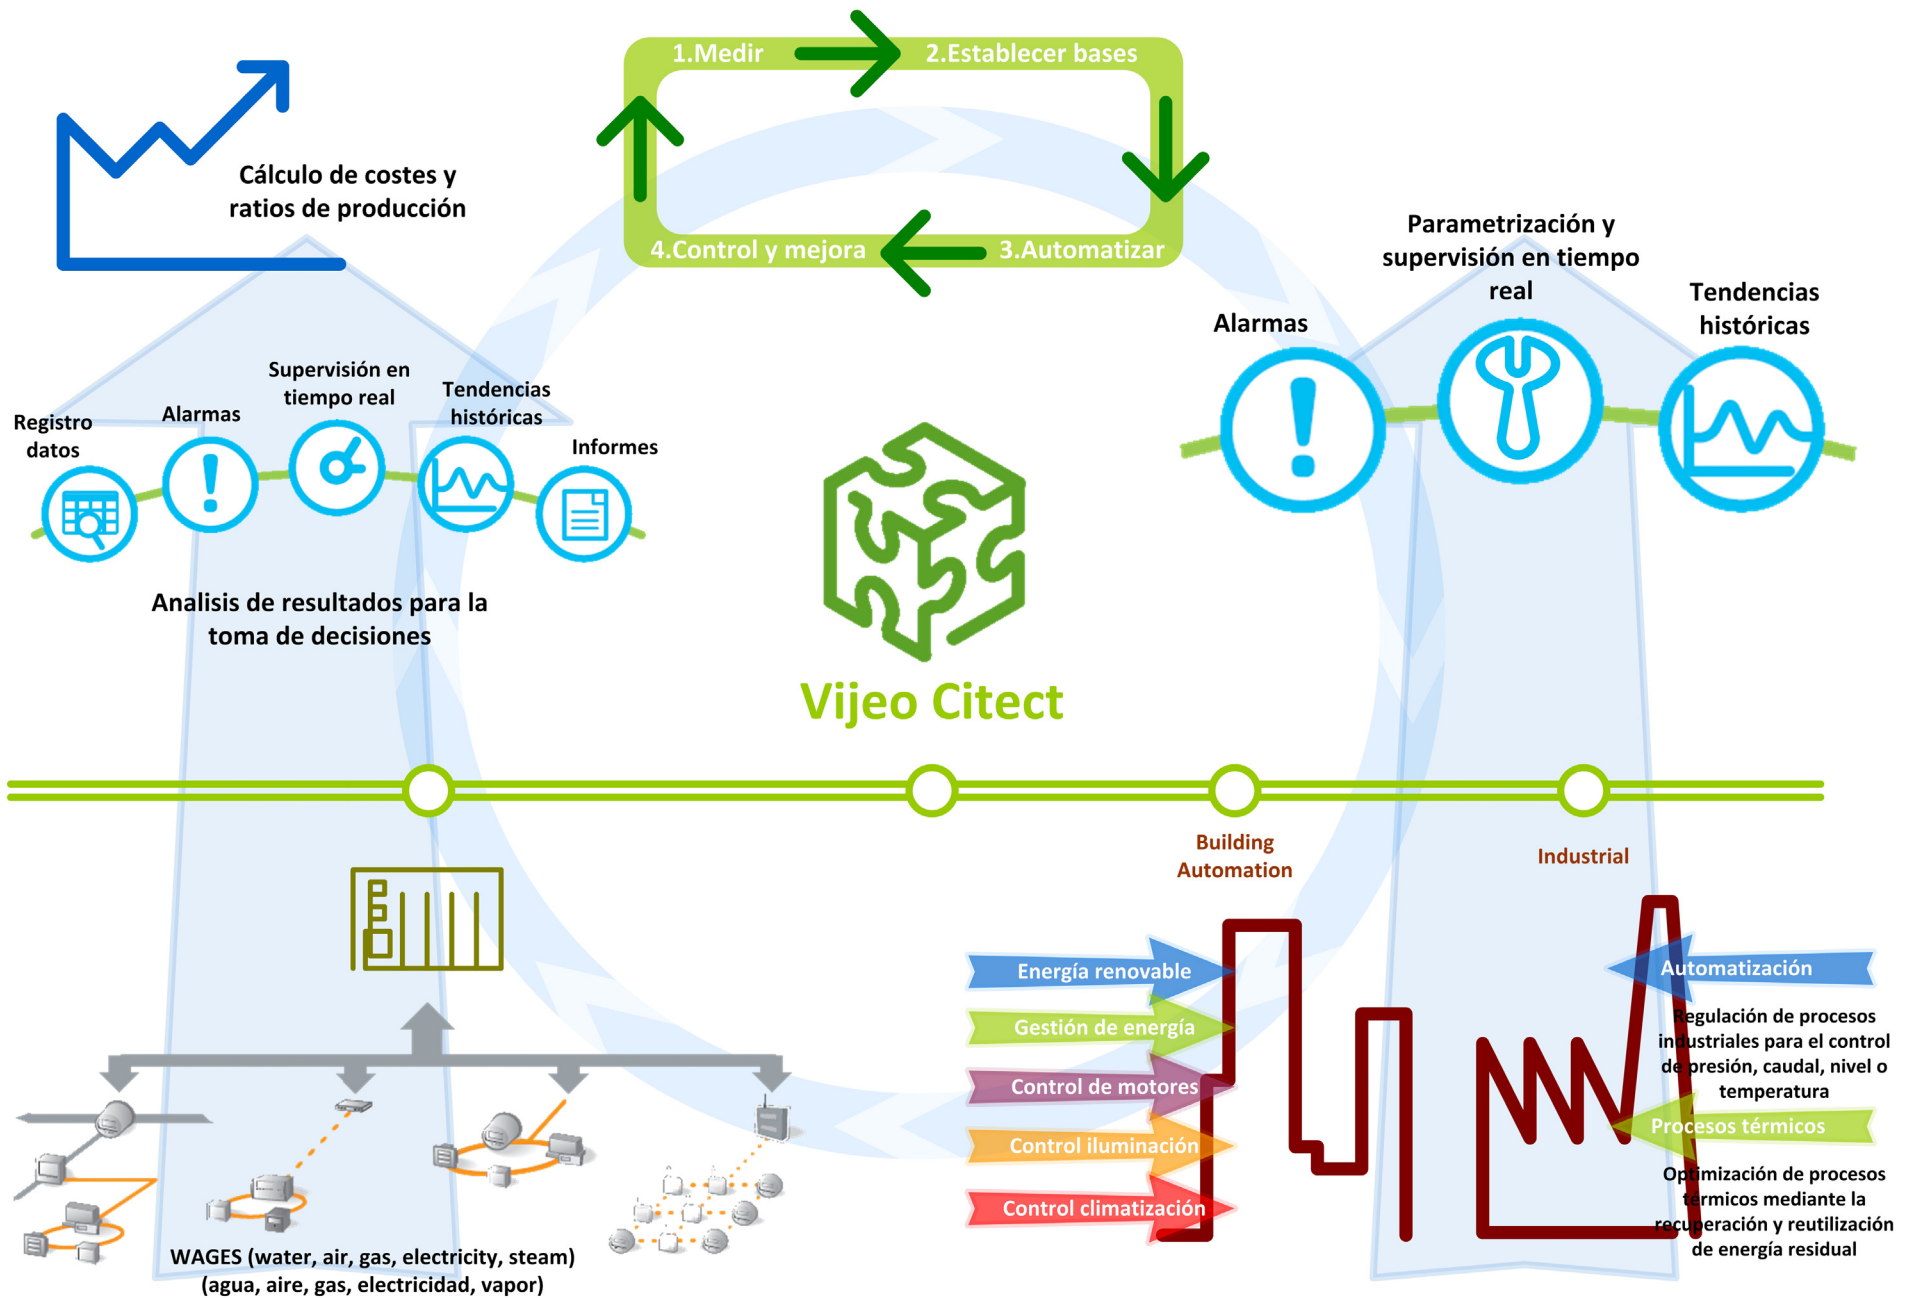 1.Medir
2.Establecer bases
3.Automatizar
4.Control y mejora
Cálculo de costes y
ratios de producción
Registro
datos
Alarmas
Supervisión en
tiempo real
Tendencias
históricas
Informes
Analisis de resultados para la
toma de decisiones
Parametrización y
supervisión en tiempo
real
Alarmas
Tendencias
históricas
Vijeo Citect
Building
Automation
Industrial
Energía renovable
Gestión de energía
Control de motores
Control iluminación
Control climatización
Automatización
Regulación de procesos
industriales para el control
de presión, caudal, nivel o
temperatura
Procesos térmicos
Optimización de procesos
térmicos mediante la
recuperación y reutilización
de energía residual
WAGES (water, air, gas, electricity, steam)
(agua, aire, gas, electricidad, vapor)